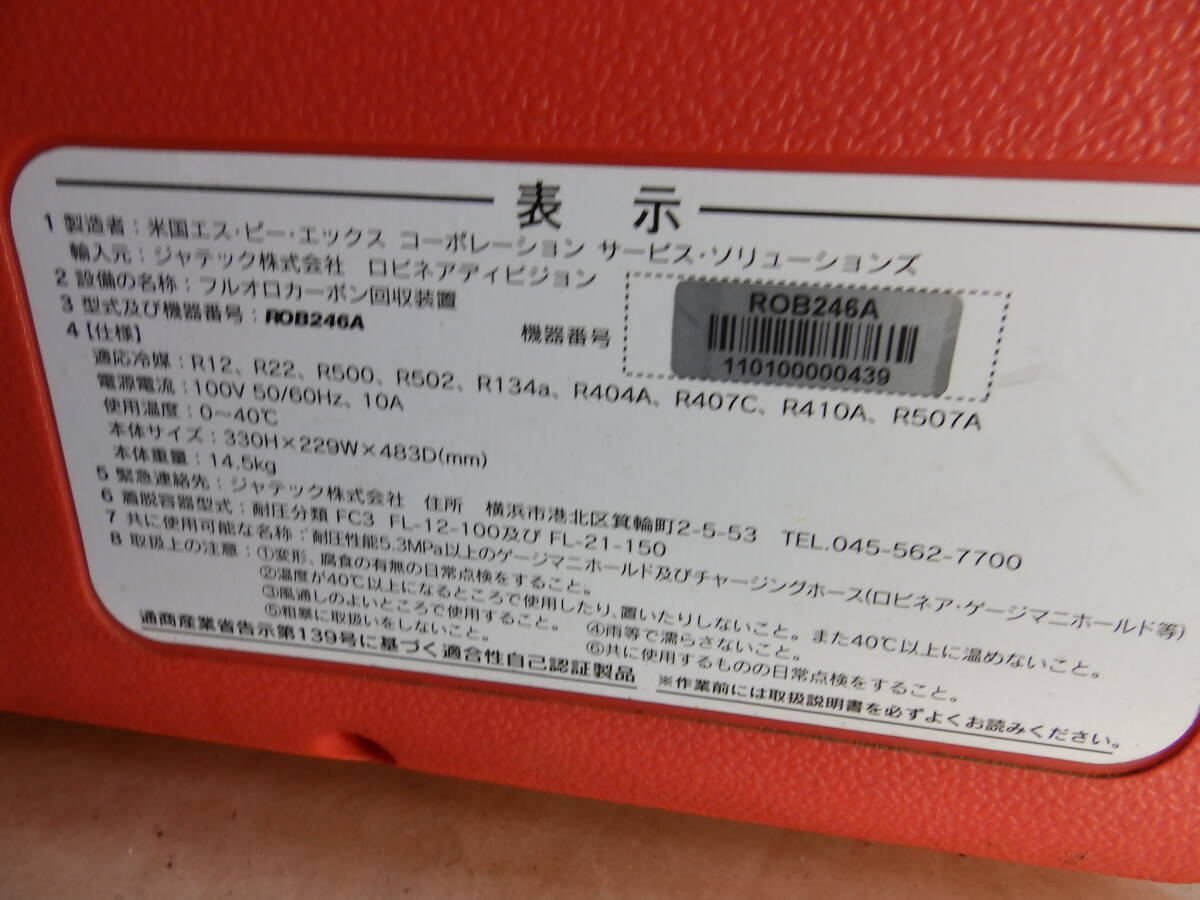 表 示
1 製造者：米国エス・ピー・エックス コーポレーション サービス・ソリューションズ
輸入元：ジャテック株式会社 ロビネアディビジョン
2 設備の名称：フルオロカーボン回収装置
3 型式及び機器番号：ROB246A
機器番号
ROB246A
110100000439
4【仕様】
適応冷媒：R12、R22、R500、R502、R134a、R404A、R407C、R410A、R507A
電源電流：100V 50/60Hz、10A
使用温度：0～40℃
本体サイズ：330H×229W×483D(mm)
本体重量：14.5kg
5 緊急連絡先：ジャテック株式会社 住所 横浜市港北区箕輪町2-5-53 TEL.045-562-7700
6 着脱容器型式：耐圧分類 FC3 FL-12-100及び FL-21-150
7 共に使用可能な名称：耐圧性能5.3MPa以上のゲージマニホールド及びチャージングホース(ロビネア・ゲージマニホールド等)
8 取扱上の注意：①変形、腐食の有無の日常点検をすること。
②温度が40℃以上になるところで使用したり、置いたりしないこと。また40℃以上に温めないこと。
③風通しのよいところで使用すること。 ④雨等で濡らさないこと。
⑤粗暴に取扱いをしないこと。 ⑥共に使用するものの日常点検をすること。
通商産業省告示第139号に基づく適合性自己認証製品 ※作業前には取扱説明書を必ずよくお読みください。